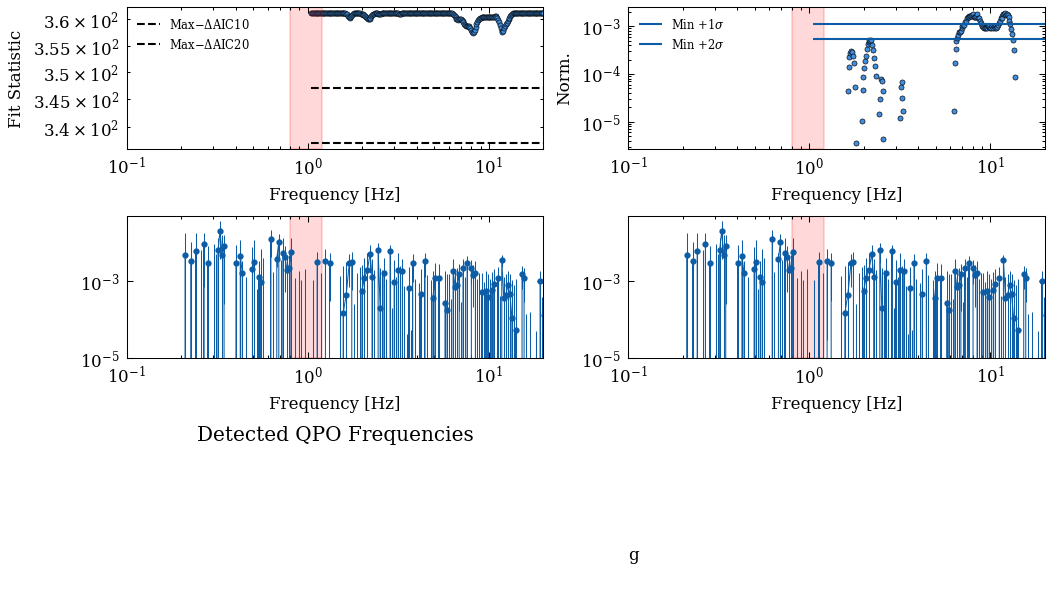 Fit Statistic
3.6 × 10²
3.55 × 10²
3.5 × 10²
3.45 × 10²
3.4 × 10²
Max−ΔAIC10
Max−ΔAIC20
10⁻¹ 10⁰ 10¹
Frequency [Hz]
Norm.
10⁻³
10⁻⁴
10⁻⁵
Min +1σ
Min +2σ
10⁻¹ 10⁰ 10¹
Frequency [Hz]
10⁻³
10⁻⁵
10⁻¹ 10⁰ 10¹
Frequency [Hz]
10⁻³
10⁻⁵
10⁻¹ 10⁰ 10¹
Frequency [Hz]
Detected QPO Frequencies
g